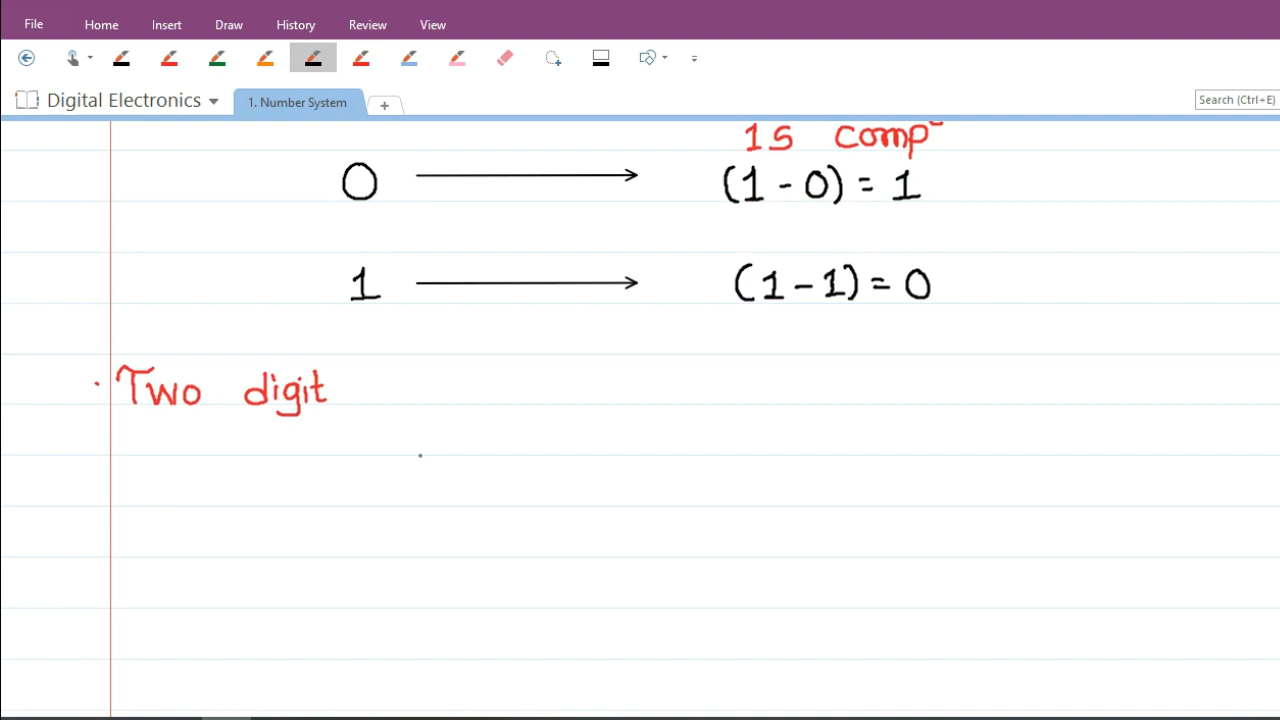 File Home Insert Draw History Review View
Digital Electronics 1. Number System + Search (Ctrl+E)
1S comp
0 → (1 - 0) = 1
1 → (1 - 1) = 0
· Two digit